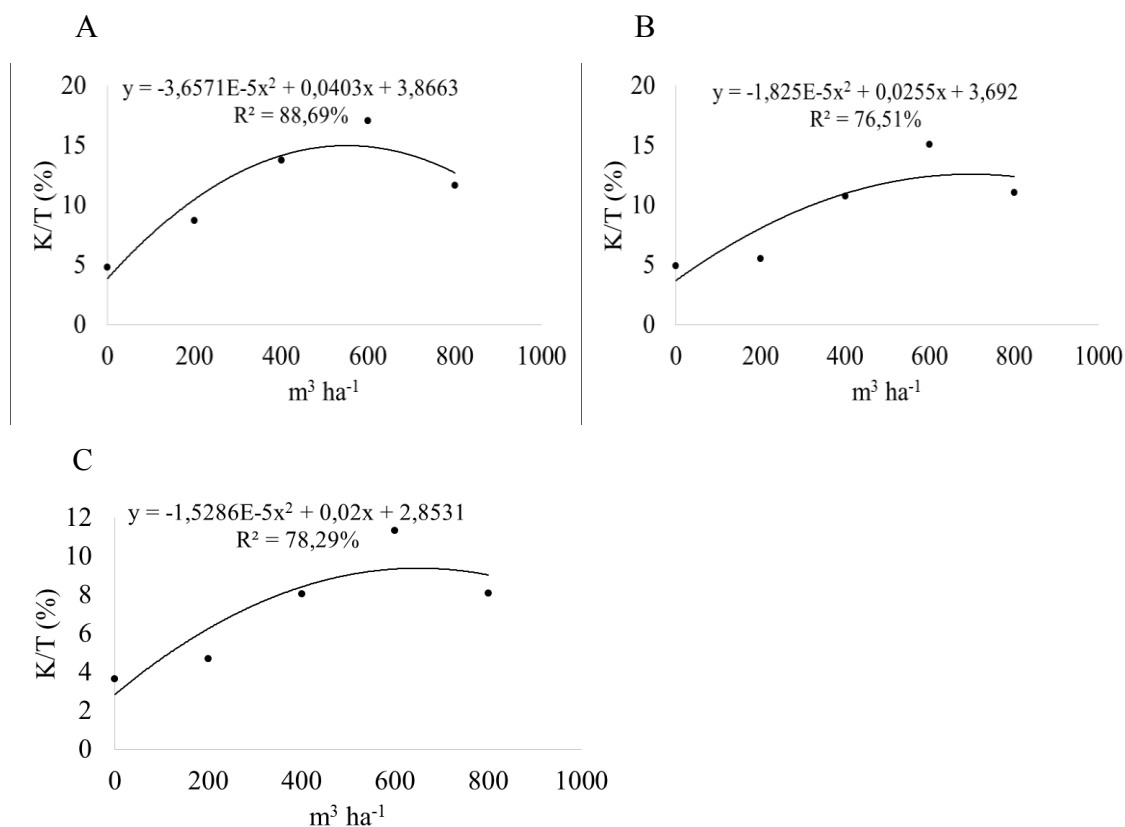 A
y = -3,6571E-5x² + 0,0403x + 3,8663
R² = 88,69%
K/T (%)
20
15
10
5
0
0 200 400 600 800 1000
m³ ha⁻¹
B
y = -1,825E-5x² + 0,0255x + 3,692
R² = 76,51%
K/T (%)
20
15
10
5
0
0 200 400 600 800 1000
m³ ha⁻¹
C
y = -1,5286E-5x² + 0,02x + 2,8531
R² = 78,29%
K/T (%)
12
10
8
6
4
2
0
0 200 400 600 800 1000
m³ ha⁻¹